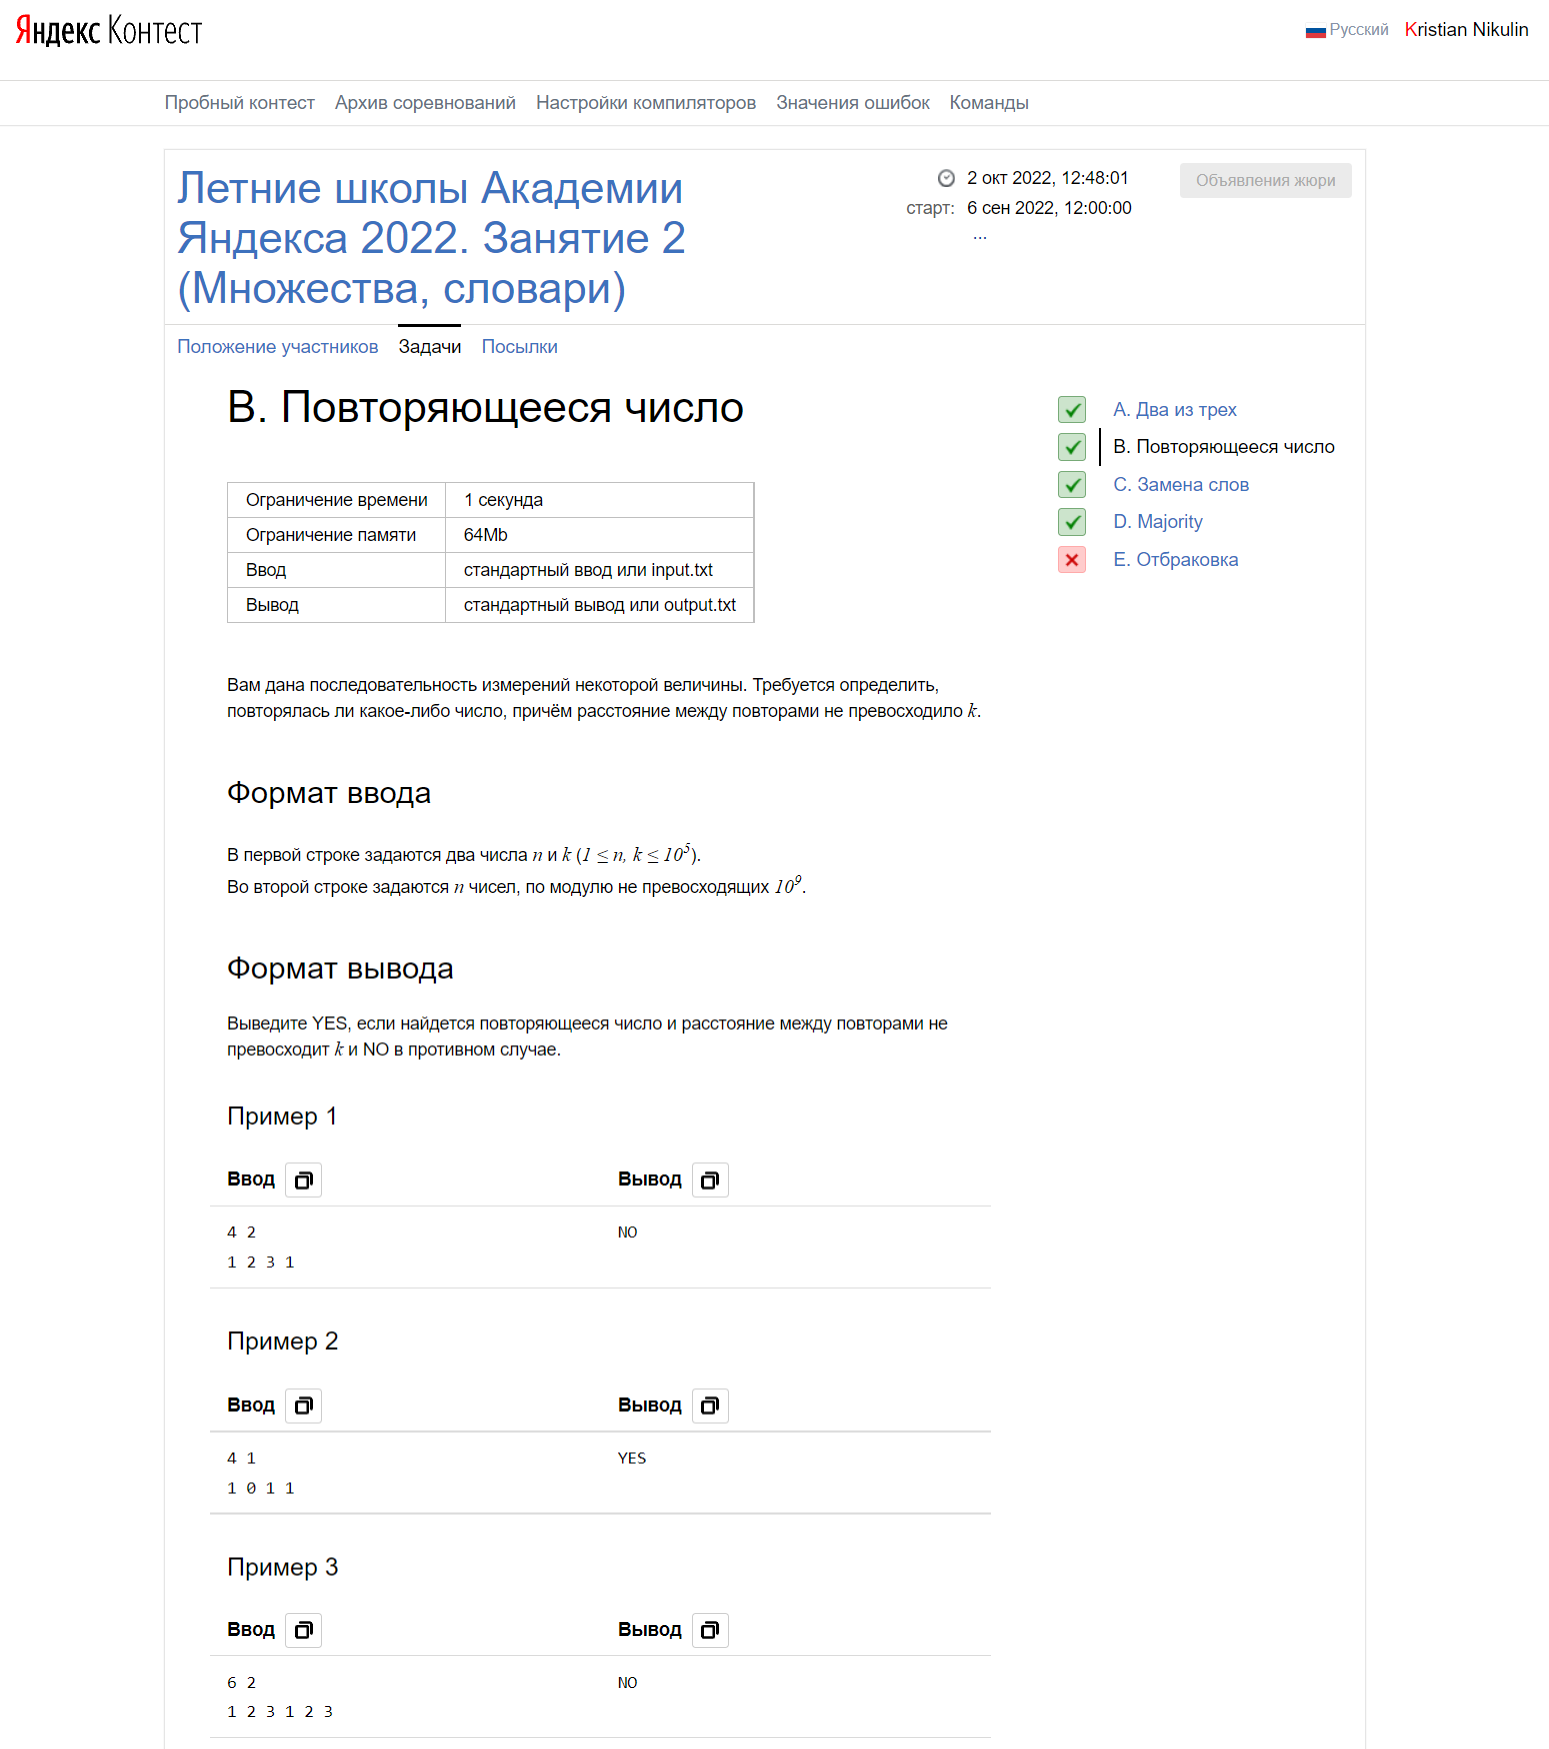 Яндекс Контест
Русский Kristian Nikulin
Пробный контест Архив соревнований Настройки компиляторов Значения ошибок Команды
Летние школы Академии
Яндекса 2022. Занятие 2
(Множества, словари)
2 окт 2022, 12:48:01
старт: 6 сен 2022, 12:00:00
...
Объявления жюри
Положение участников Задачи Посылки
B. Повторяющееся число
Ограничение времени 1 секунда
Ограничение памяти 64Mb
Ввод стандартный ввод или input.txt
Вывод стандартный вывод или output.txt
Вам дана последовательность измерений некоторой величины. Требуется определить,
повторялась ли какое-либо число, причём расстояние между повторами не превосходило k.
Формат ввода
В первой строке задаются два числа n и k (1 ≤ n, k ≤ 10^5).
Во второй строке задаются n чисел, по модулю не превосходящих 10^9.
Формат вывода
Выведите YES, если найдется повторяющееся число и расстояние между повторами не
превосходит k и NO в противном случае.
Пример 1
Ввод Вывод
4 2 NO
1 2 3 1
Пример 2
Ввод Вывод
4 1 YES
1 0 1 1
Пример 3
Ввод Вывод
6 2 NO
1 2 3 1 2 3
A. Два из трех
B. Повторяющееся число
C. Замена слов
D. Majority
E. Отбраковка